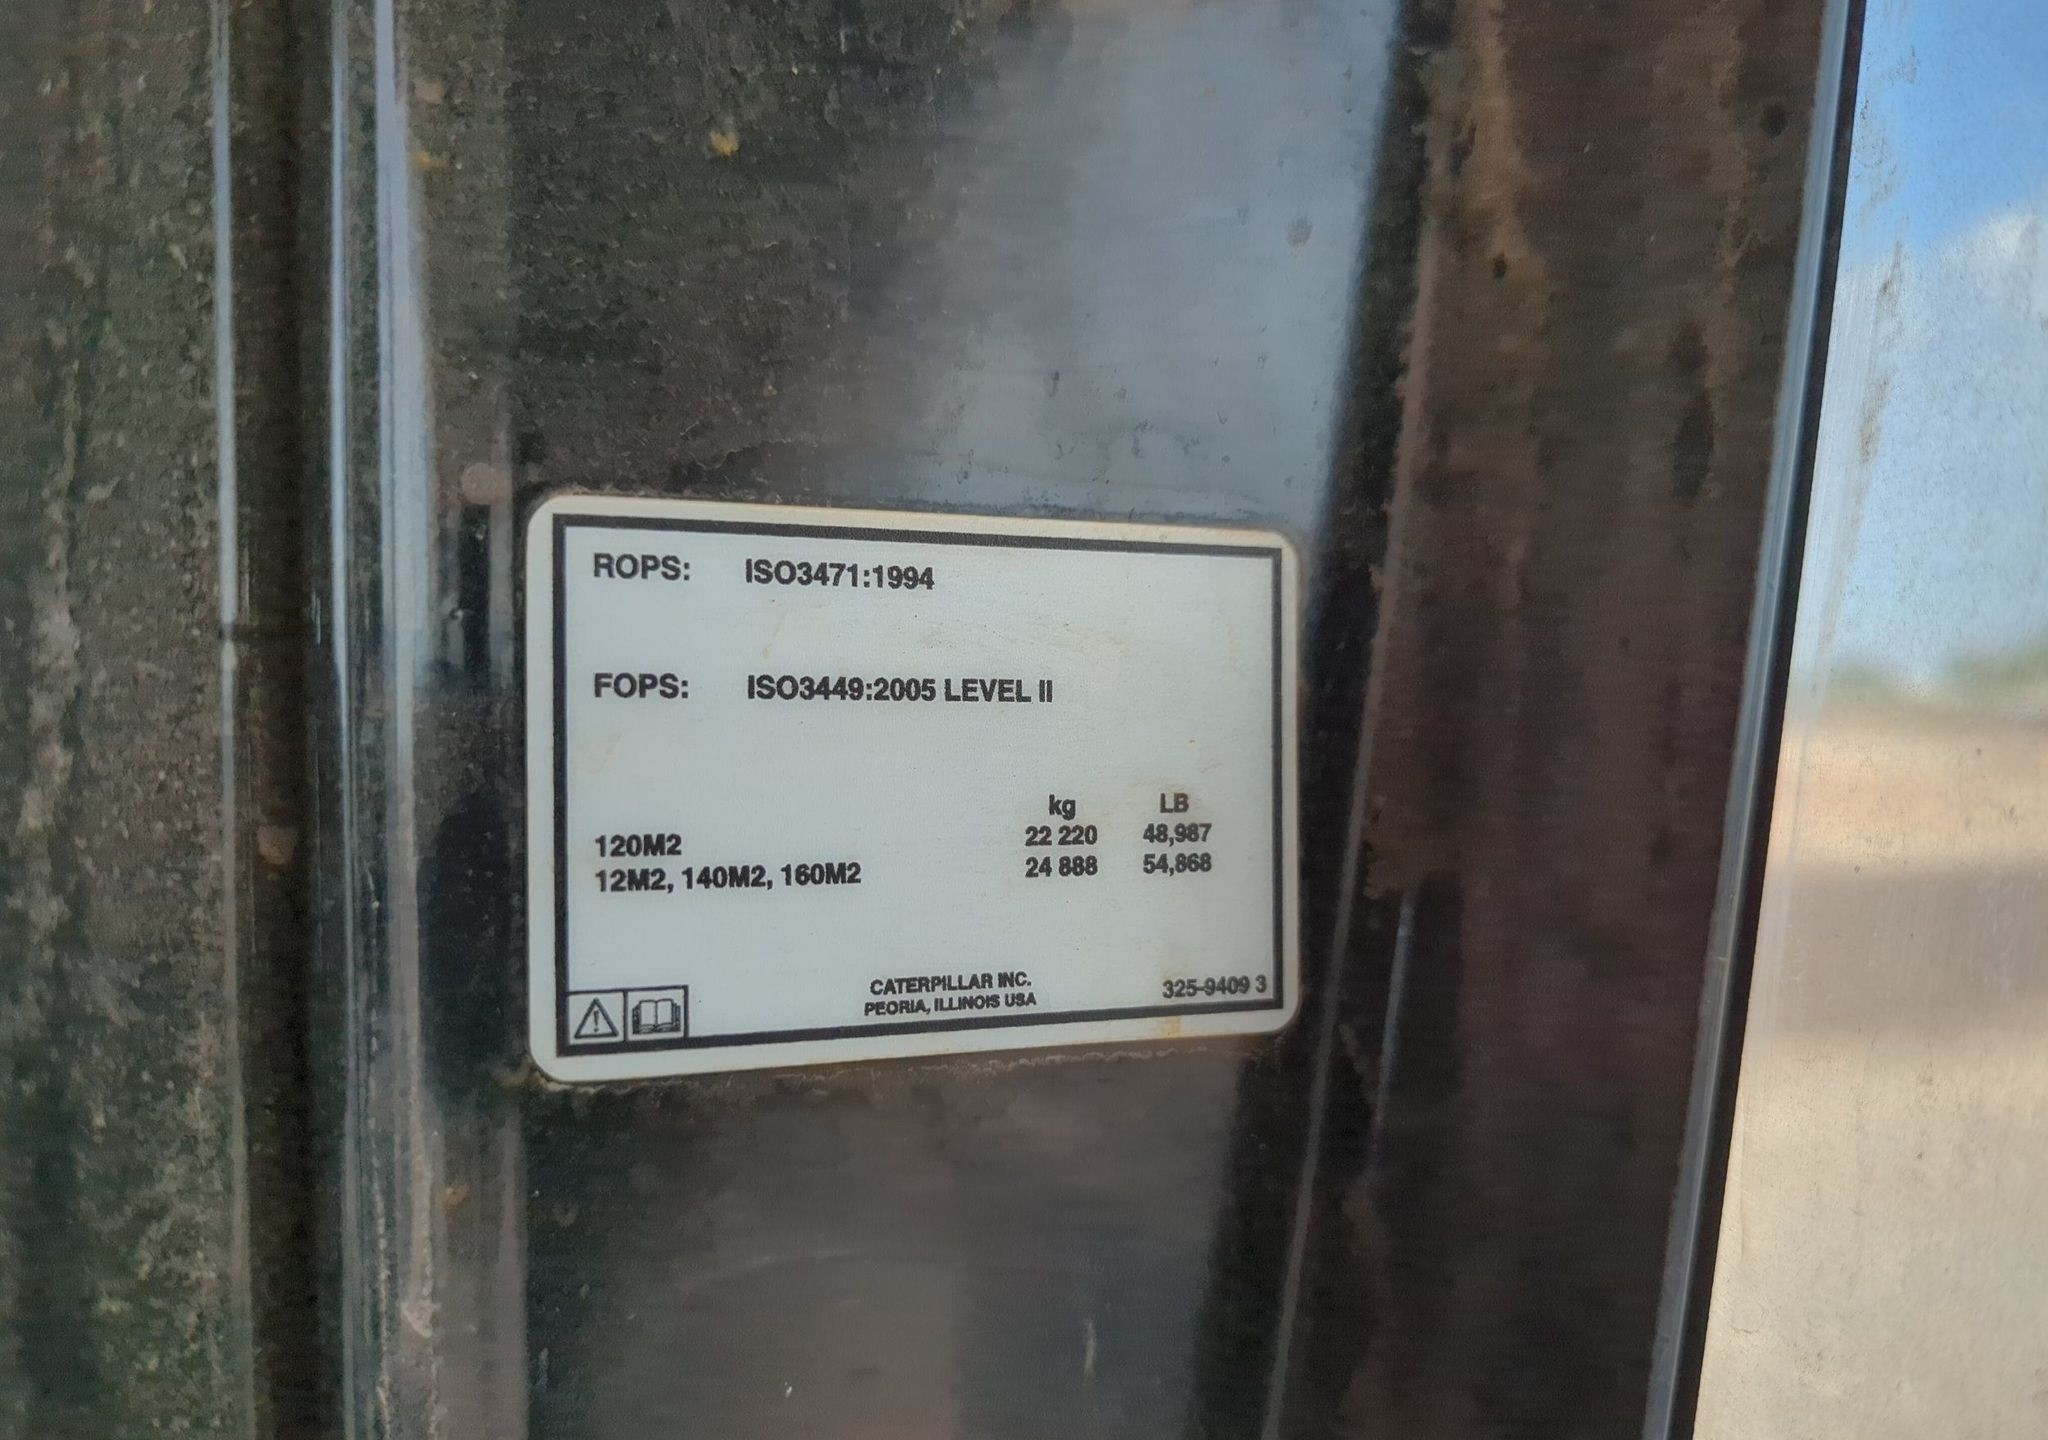 ROPS: ISO3471:1994
FOPS: ISO3449:2005 LEVEL II
kg LB
120M2 22 220 48,987
12M2, 140M2, 160M2 24 888 54,868
CATERPILLAR INC.
PEORIA, ILLINOIS USA
325-9409 3